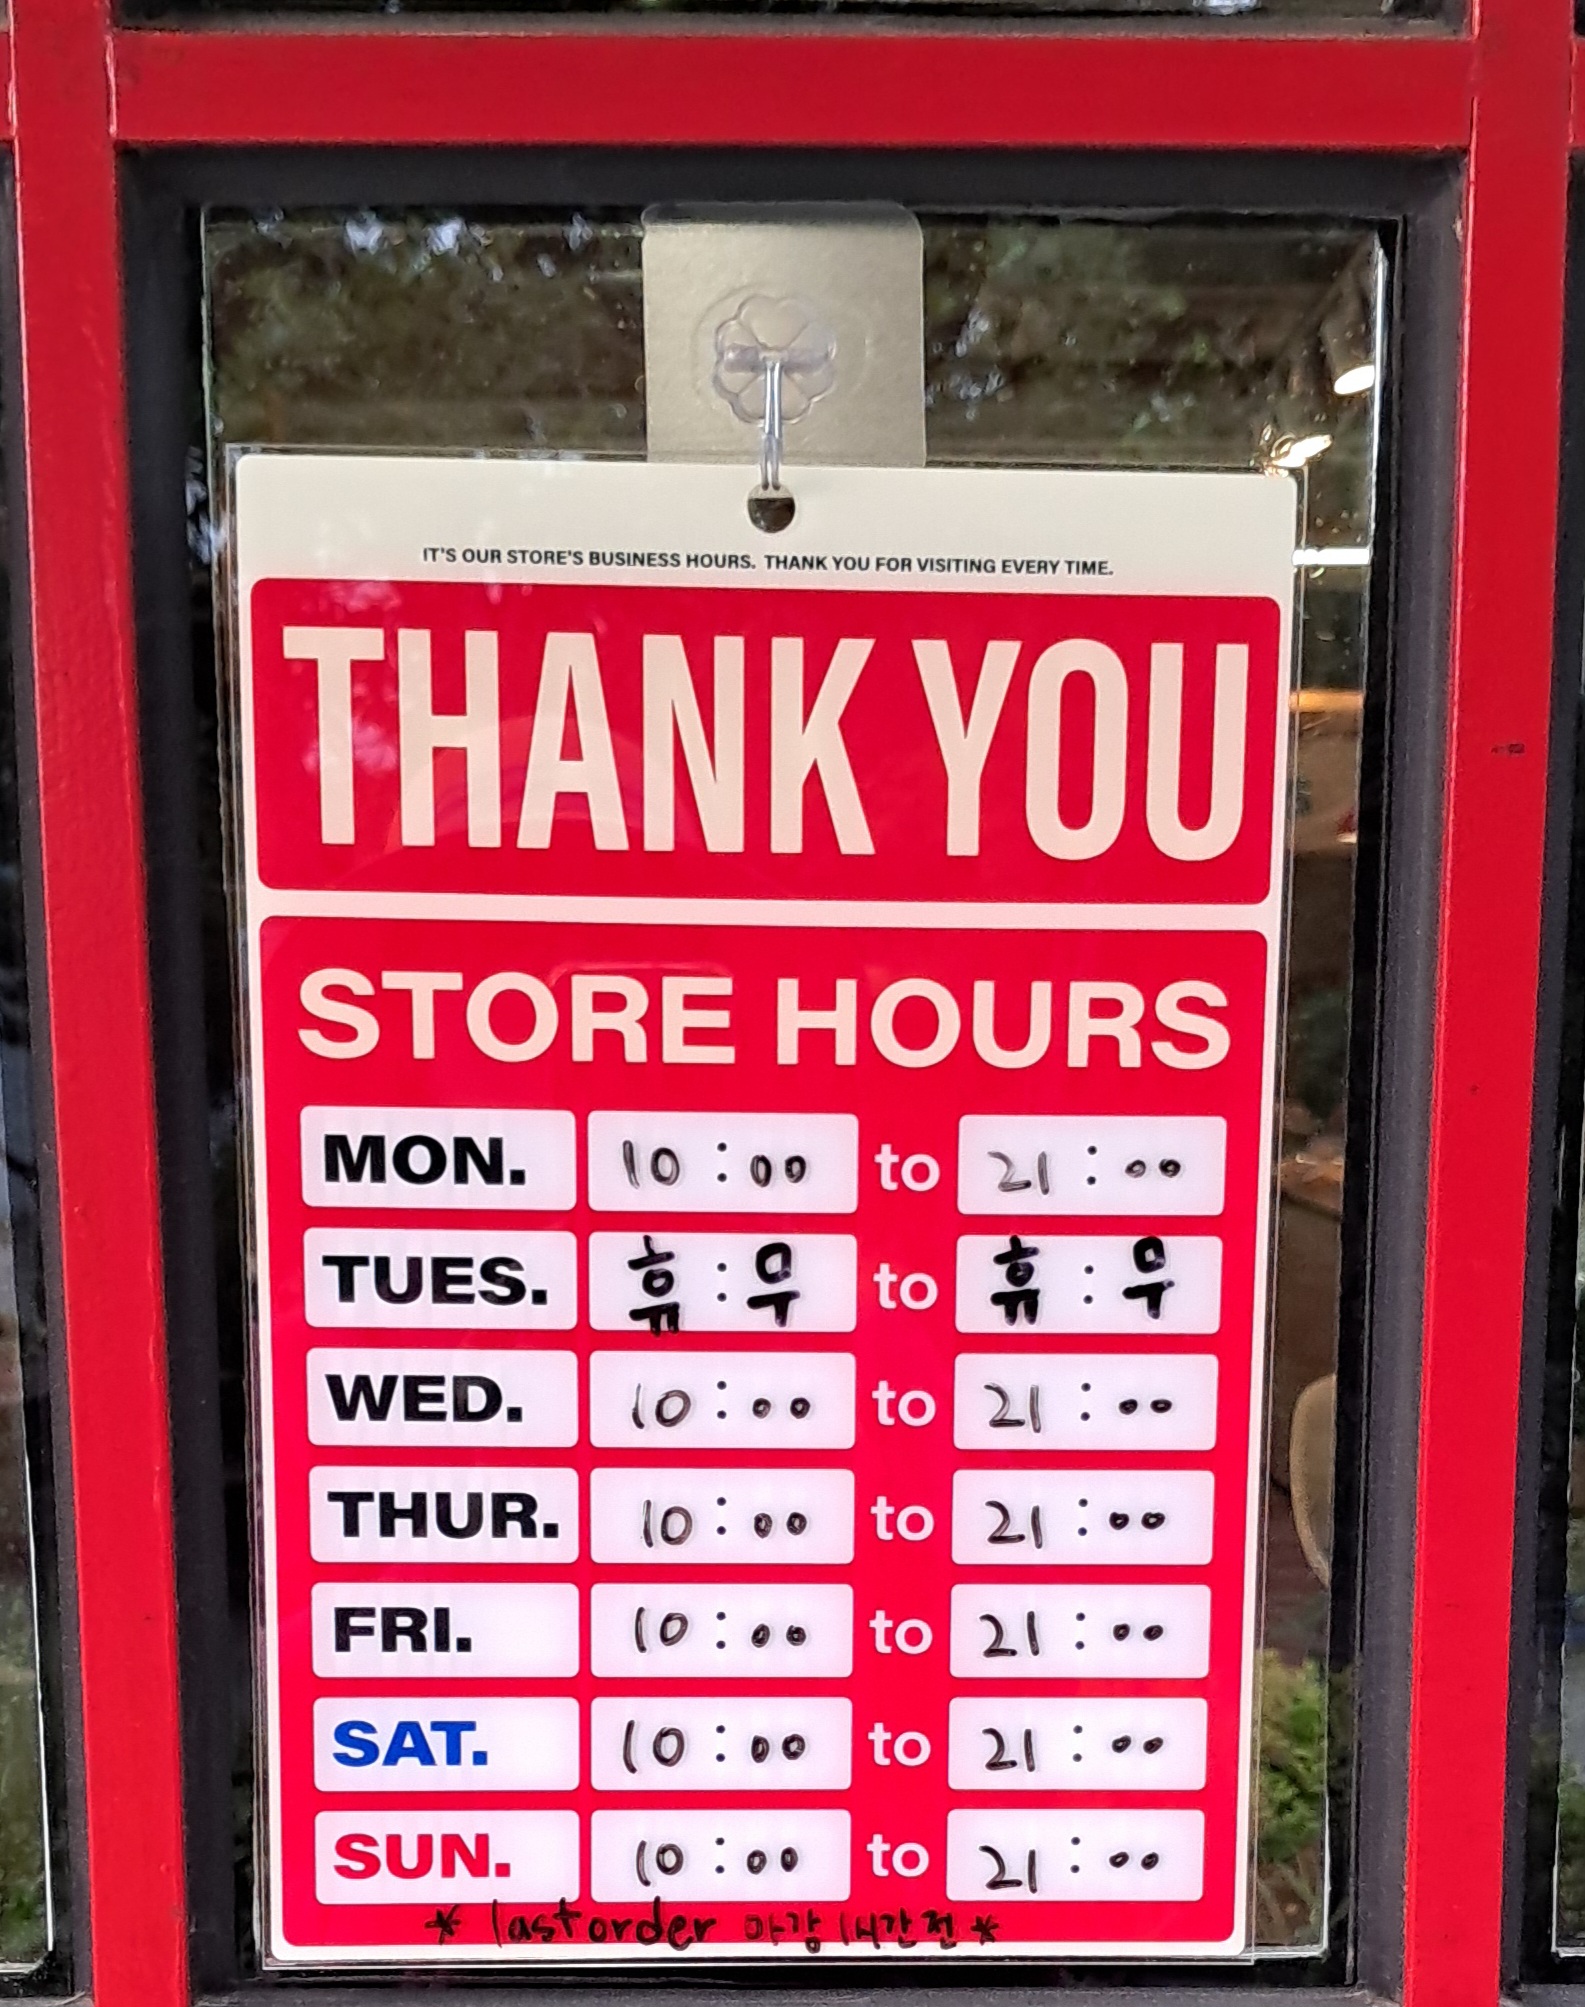 IT'S OUR STORE'S BUSINESS HOURS. THANK YOU FOR VISITING EVERY TIME.
THANK YOU
STORE HOURS
MON. 10:00 to 21:00
TUES. 휴:무 to 휴:무
WED. 10:00 to 21:00
THUR. 10:00 to 21:00
FRI. 10:00 to 21:00
SAT. 10:00 to 21:00
SUN. 10:00 to 21:00
* last order 마감 1시간전 *